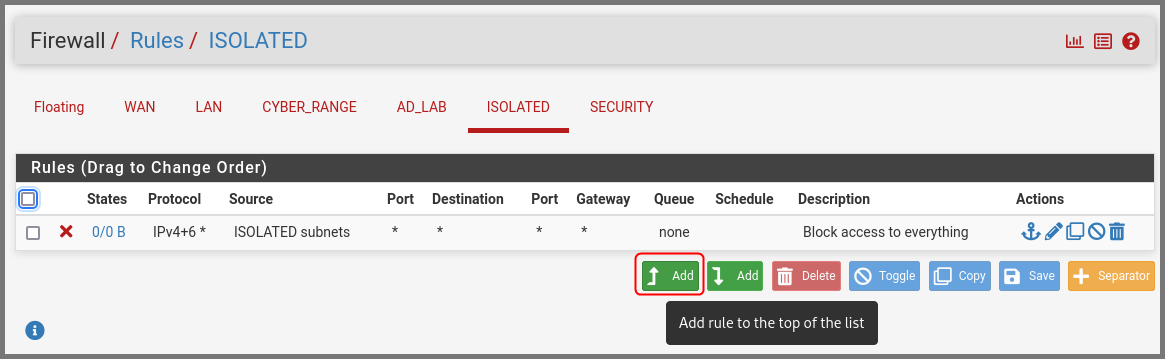 Firewall / Rules / ISOLATED
Floating WAN LAN CYBER_RANGE AD_LAB ISOLATED SECURITY
Rules (Drag to Change Order)
States Protocol Source Port Destination Port Gateway Queue Schedule Description Actions
0/0 B IPv4+6 * ISOLATED subnets * * * * none Block access to everything
Add Add Delete Toggle Copy Save Separator
Add rule to the top of the list